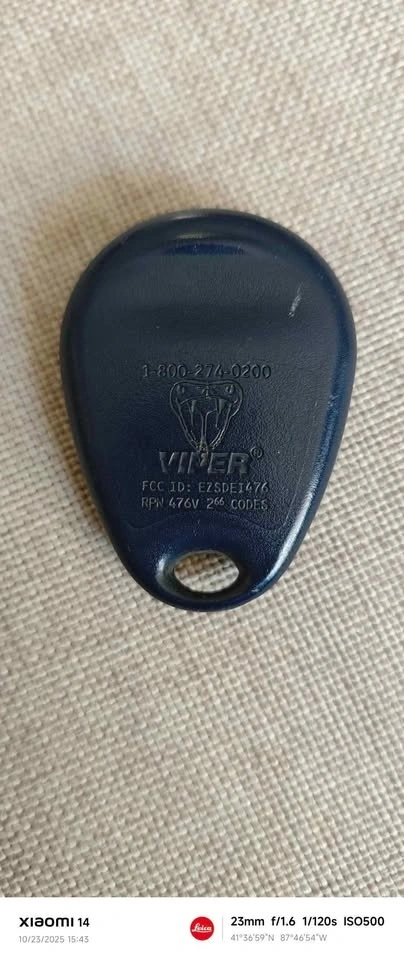 1-800-274-0200
VIPER®
FCC ID: EZSDEI476
RPN 476V 2⁶⁶ CODES
XIAOMI 14
10/23/2025 15:43
Leica
23mm f/1.6 1/120s ISO500
41°36'59"N 87°46'54"W